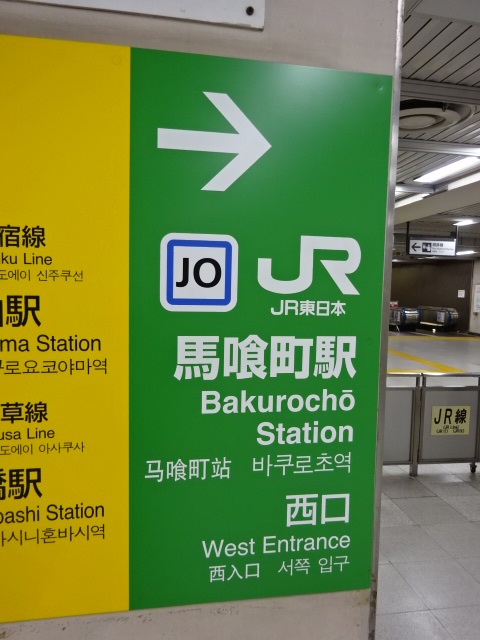 宿線
ku Line
도에이 신주쿠선
山駅
ma Station
구로요코야마역
草線
usa Line
도에이 아사쿠사
橋駅
bashi Station
가시니혼바시역
JO
JR
JR東日本
馬喰町駅
Bakurochō
Station
马喰町站 바쿠로초역
西口
West Entrance
西入口 서쪽 입구
JR線